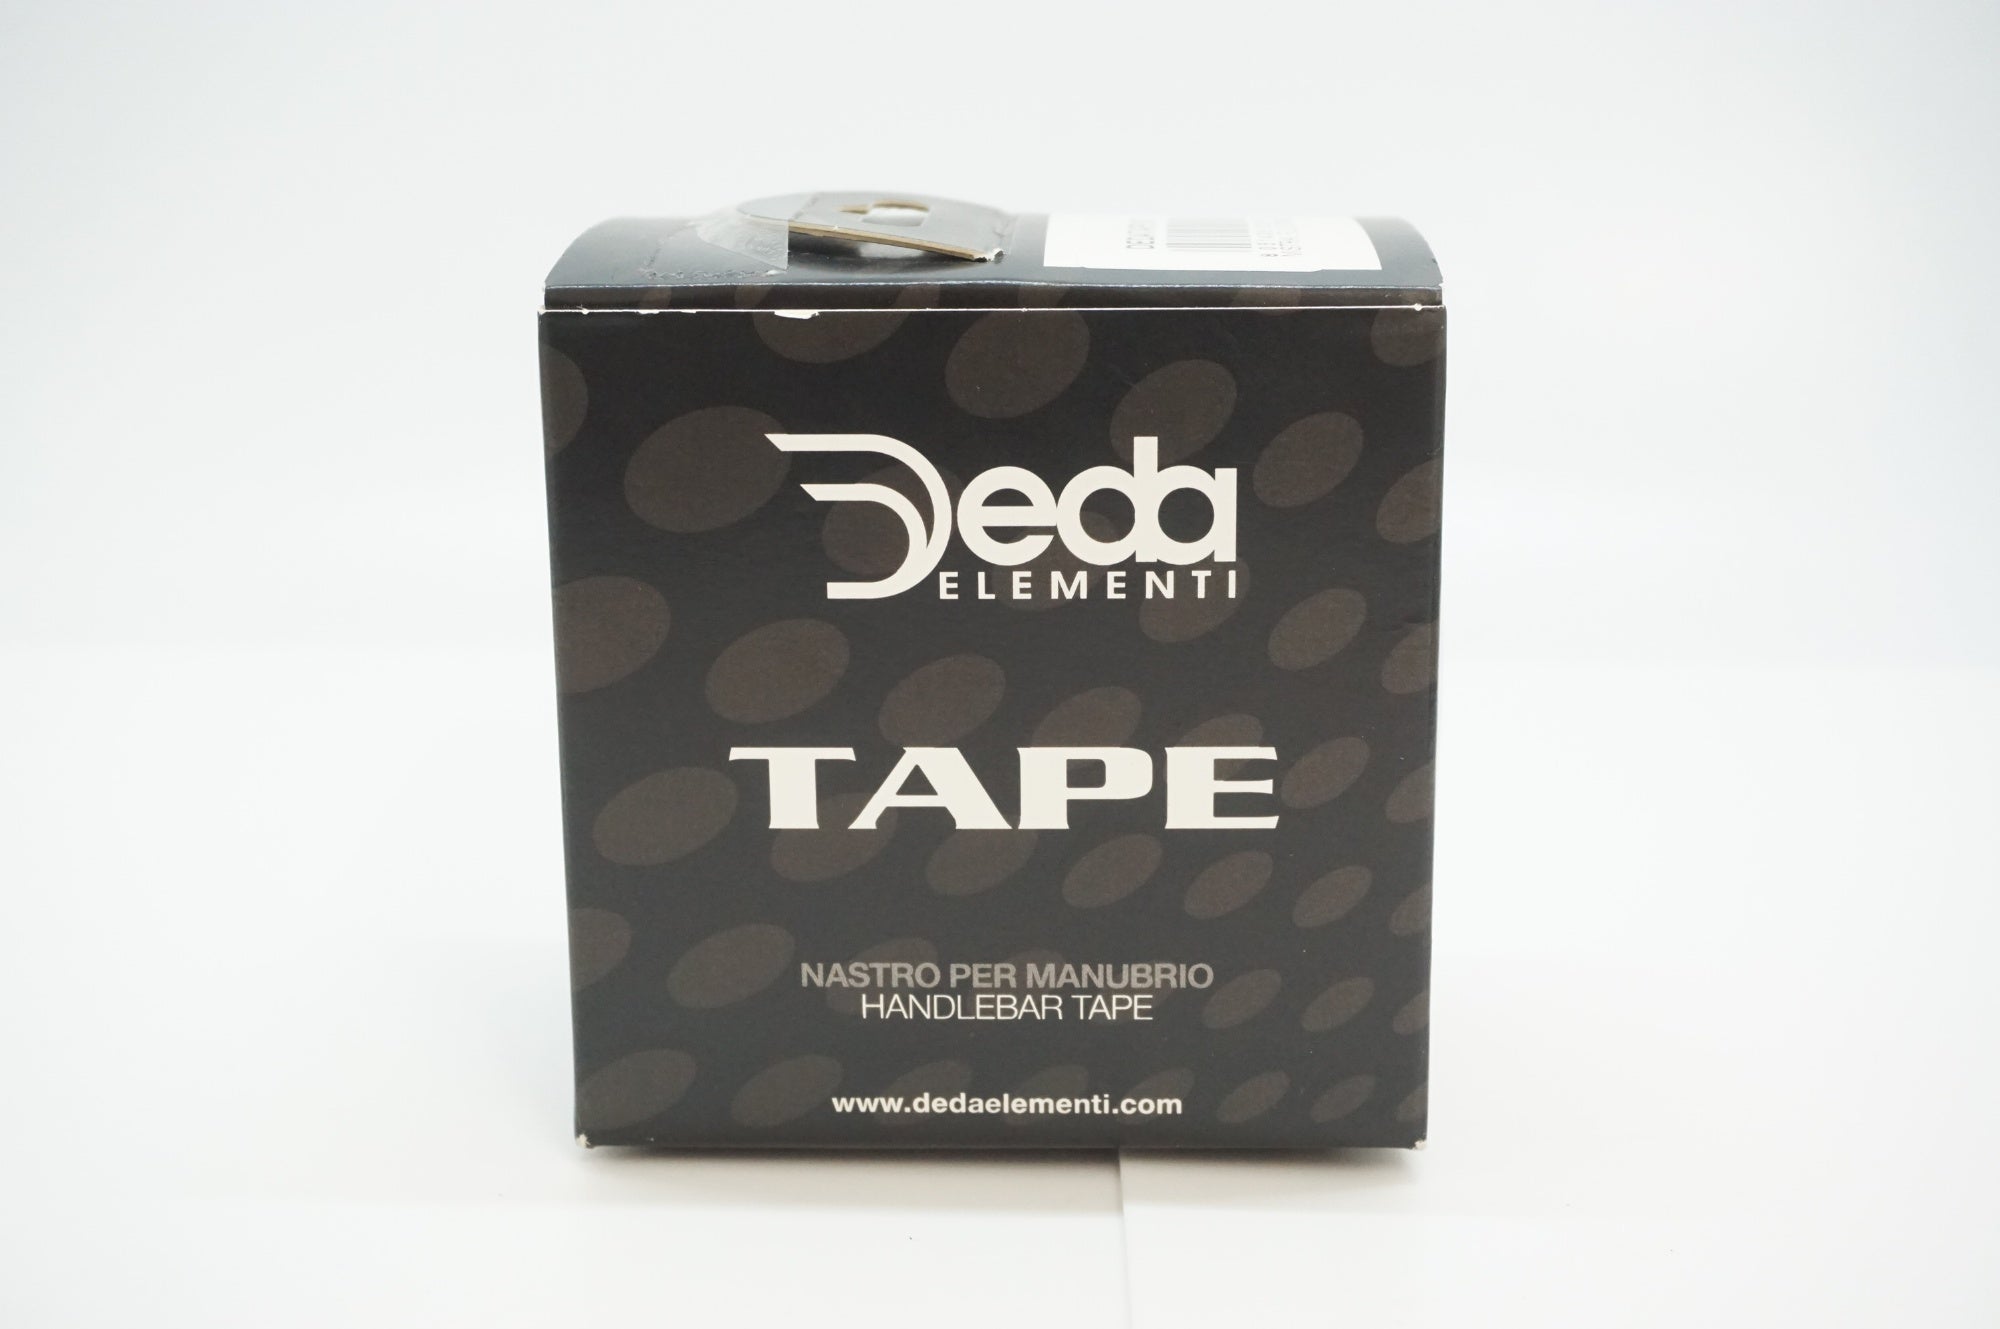 Deda
ELEMENTI
TAPE
NASTRO PER MANUBRIO
HANDLEBAR TAPE
www.dedaelementi.com